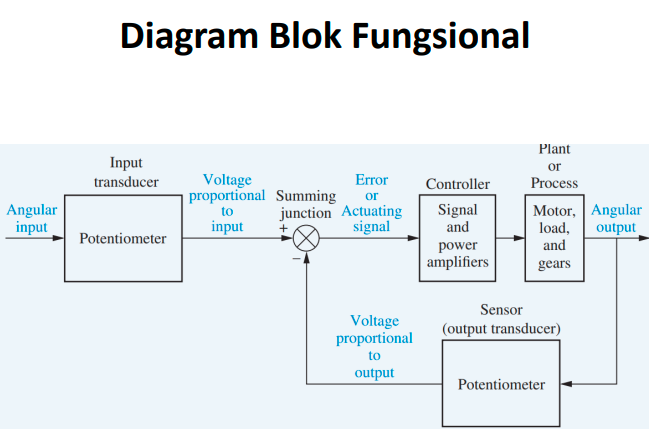 Diagram Blok Fungsional
Input
transducer
Angular
input
Potentiometer
Voltage
proportional
to
input
Summing
junction
+
−
Error
or
Actuating
signal
Controller
Signal
and
power
amplifiers
Plant
or
Process
Motor,
load,
and
gears
Angular
output
Voltage
proportional
to
output
Sensor
(output transducer)
Potentiometer